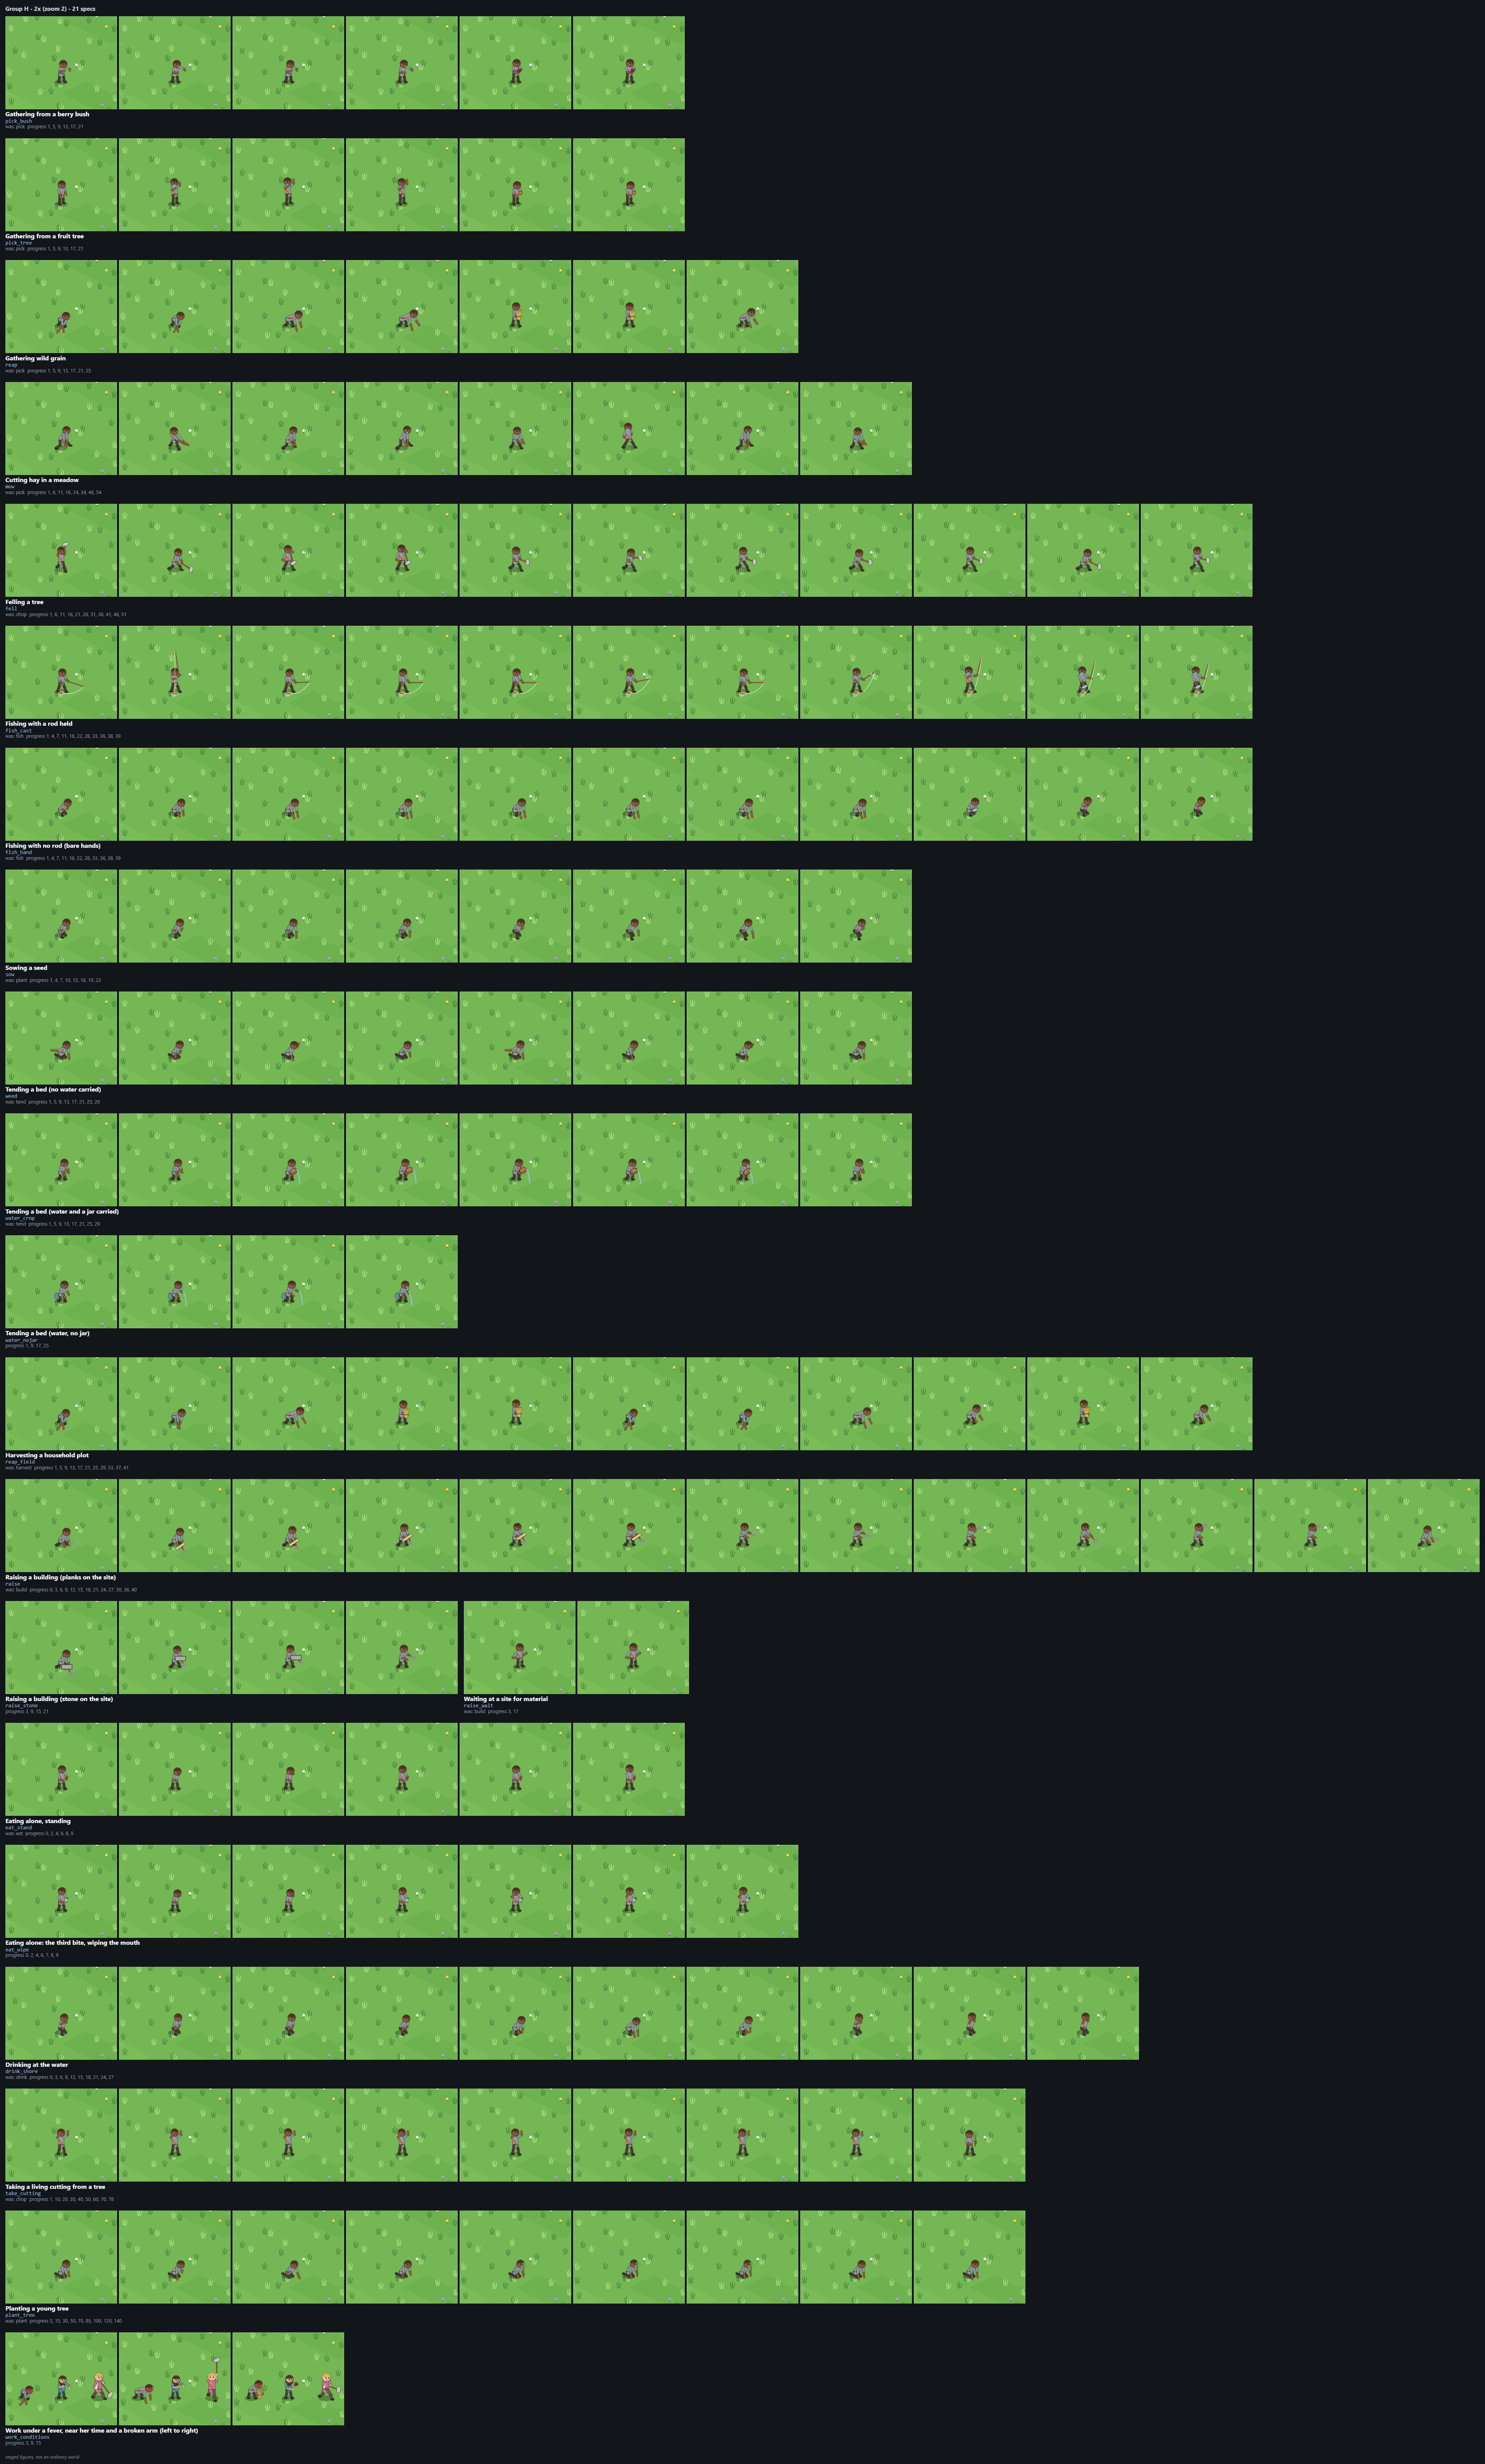 Group H - 2x (zoom 2) - 21 specs
Gathering from a berry bush
pick_bush
was: pick progress 1, 5, 9, 13, 17, 21
Gathering from a fruit tree
pick_tree
was: pick progress 1, 5, 9, 13, 17, 21
Gathering wild grain
reap
was: pick progress 1, 5, 9, 13, 17, 21, 25
Cutting hay in a meadow
mow
was: pick progress 1, 6, 11, 16, 24, 34, 46, 54
Felling a tree
fell
was: chop progress 1, 6, 11, 16, 21, 26, 31, 36, 41, 46, 51
Fishing with a rod held
fish_cast
was: fish progress 1, 4, 7, 11, 16, 22, 28, 33, 36, 38, 39
Fishing with no rod (bare hands)
fish_hand
was: fish progress 1, 4, 7, 11, 16, 22, 28, 33, 36, 38, 39
Sowing a seed
sow
was: plant progress 1, 4, 7, 10, 13, 16, 19, 22
Tending a bed (no water carried)
weed
was: tend progress 1, 5, 9, 13, 17, 21, 25, 29
Tending a bed (water and a jar carried)
water_crop
was: tend progress 1, 5, 9, 13, 17, 21, 25, 29
Tending a bed (water, no jar)
water_nojar
progress 1, 9, 17, 25
Harvesting a household plot
reap_field
was: harvest progress 1, 5, 9, 13, 17, 21, 25, 29, 33, 37, 41
Raising a building (planks on the site)
raise
was: build progress 0, 3, 6, 9, 12, 15, 18, 21, 24, 27, 30, 36, 40
Raising a building (stone on the site)
raise_stone
progress 3, 9, 15, 21
Waiting at a site for material
raise_wait
was: build progress 5, 17
Eating alone, standing
eat_stand
was: eat progress 0, 2, 4, 6, 8, 9
Eating alone: the third bite, wiping the mouth
eat_wipe
progress 0, 2, 4, 6, 7, 8, 9
Drinking at the water
drink_shore
was: drink progress 0, 3, 6, 9, 12, 15, 18, 21, 24, 27
Taking a living cutting from a tree
take_cutting
was: chop progress 1, 10, 20, 30, 40, 50, 60, 70, 78
Planting a young tree
plant_tree
was: plant progress 3, 15, 30, 50, 70, 85, 100, 120, 140
Work under a fever, near her time and a broken arm (left to right)
work_conditions
progress 3, 9, 15
staged figures, not an ordinary world